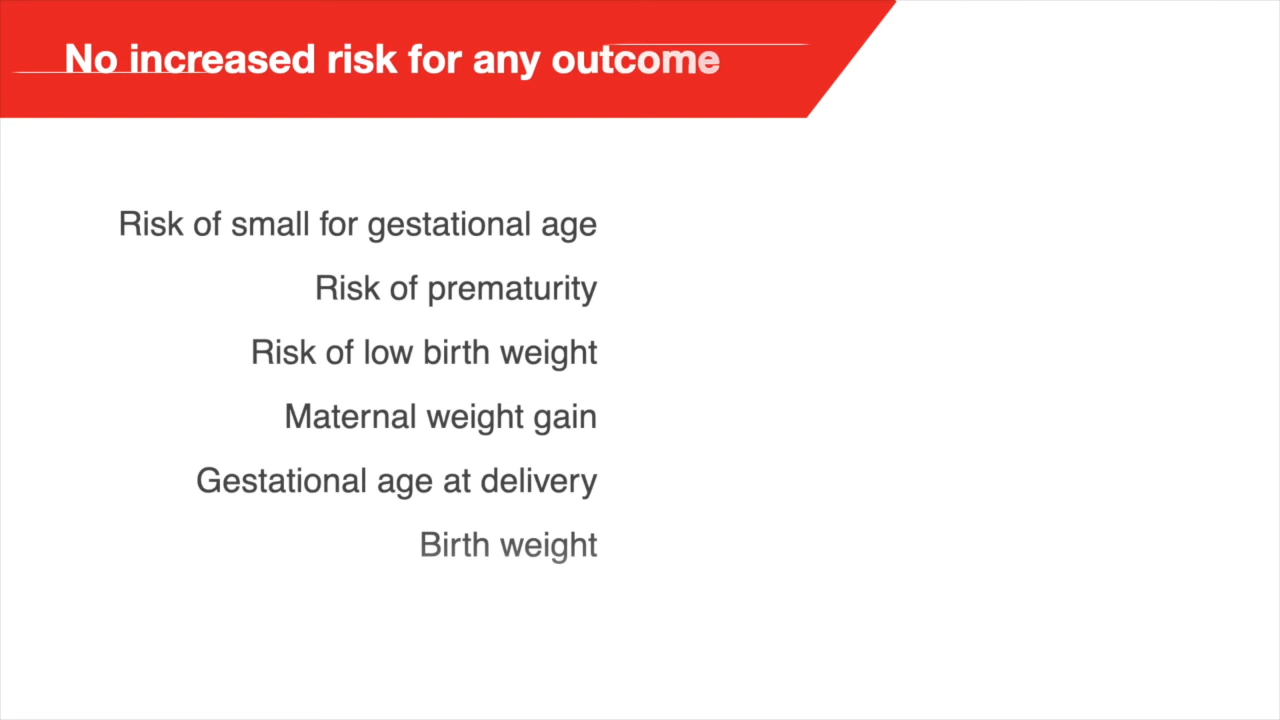 No increased risk for any outcome
Risk of small for gestational age
Risk of prematurity
Risk of low birth weight
Maternal weight gain
Gestational age at delivery
Birth weight